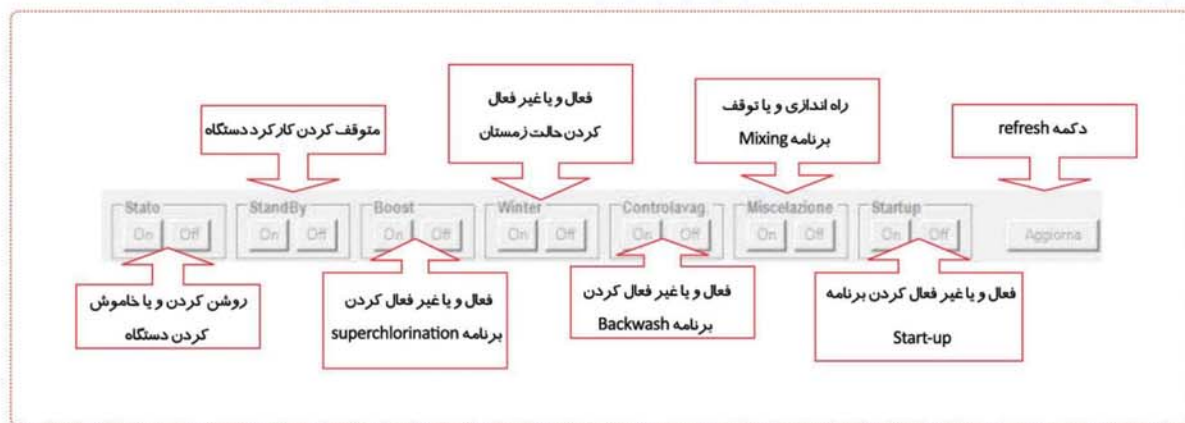 فعال و یا غیر فعال
کردن حالت زمستان
راه اندازی و یا توقف
برنامه Mixing
دکمه refresh
متوقف کردن کارکرد دستگاه
Stato
StandBy
Boost
Winter
Controlavag.
Miscelazione
Startup
On Off
On Off
On Off
On Off
On Off
On Off
On Off
Aggiorna
روشن کردن و یا خاموش
کردن دستگاه
فعال و یا غیر فعال کردن
برنامه superchlorination
فعال و یا غیر فعال کردن
برنامه Backwash
فعال و یا غیر فعال کردن برنامه
Start-up